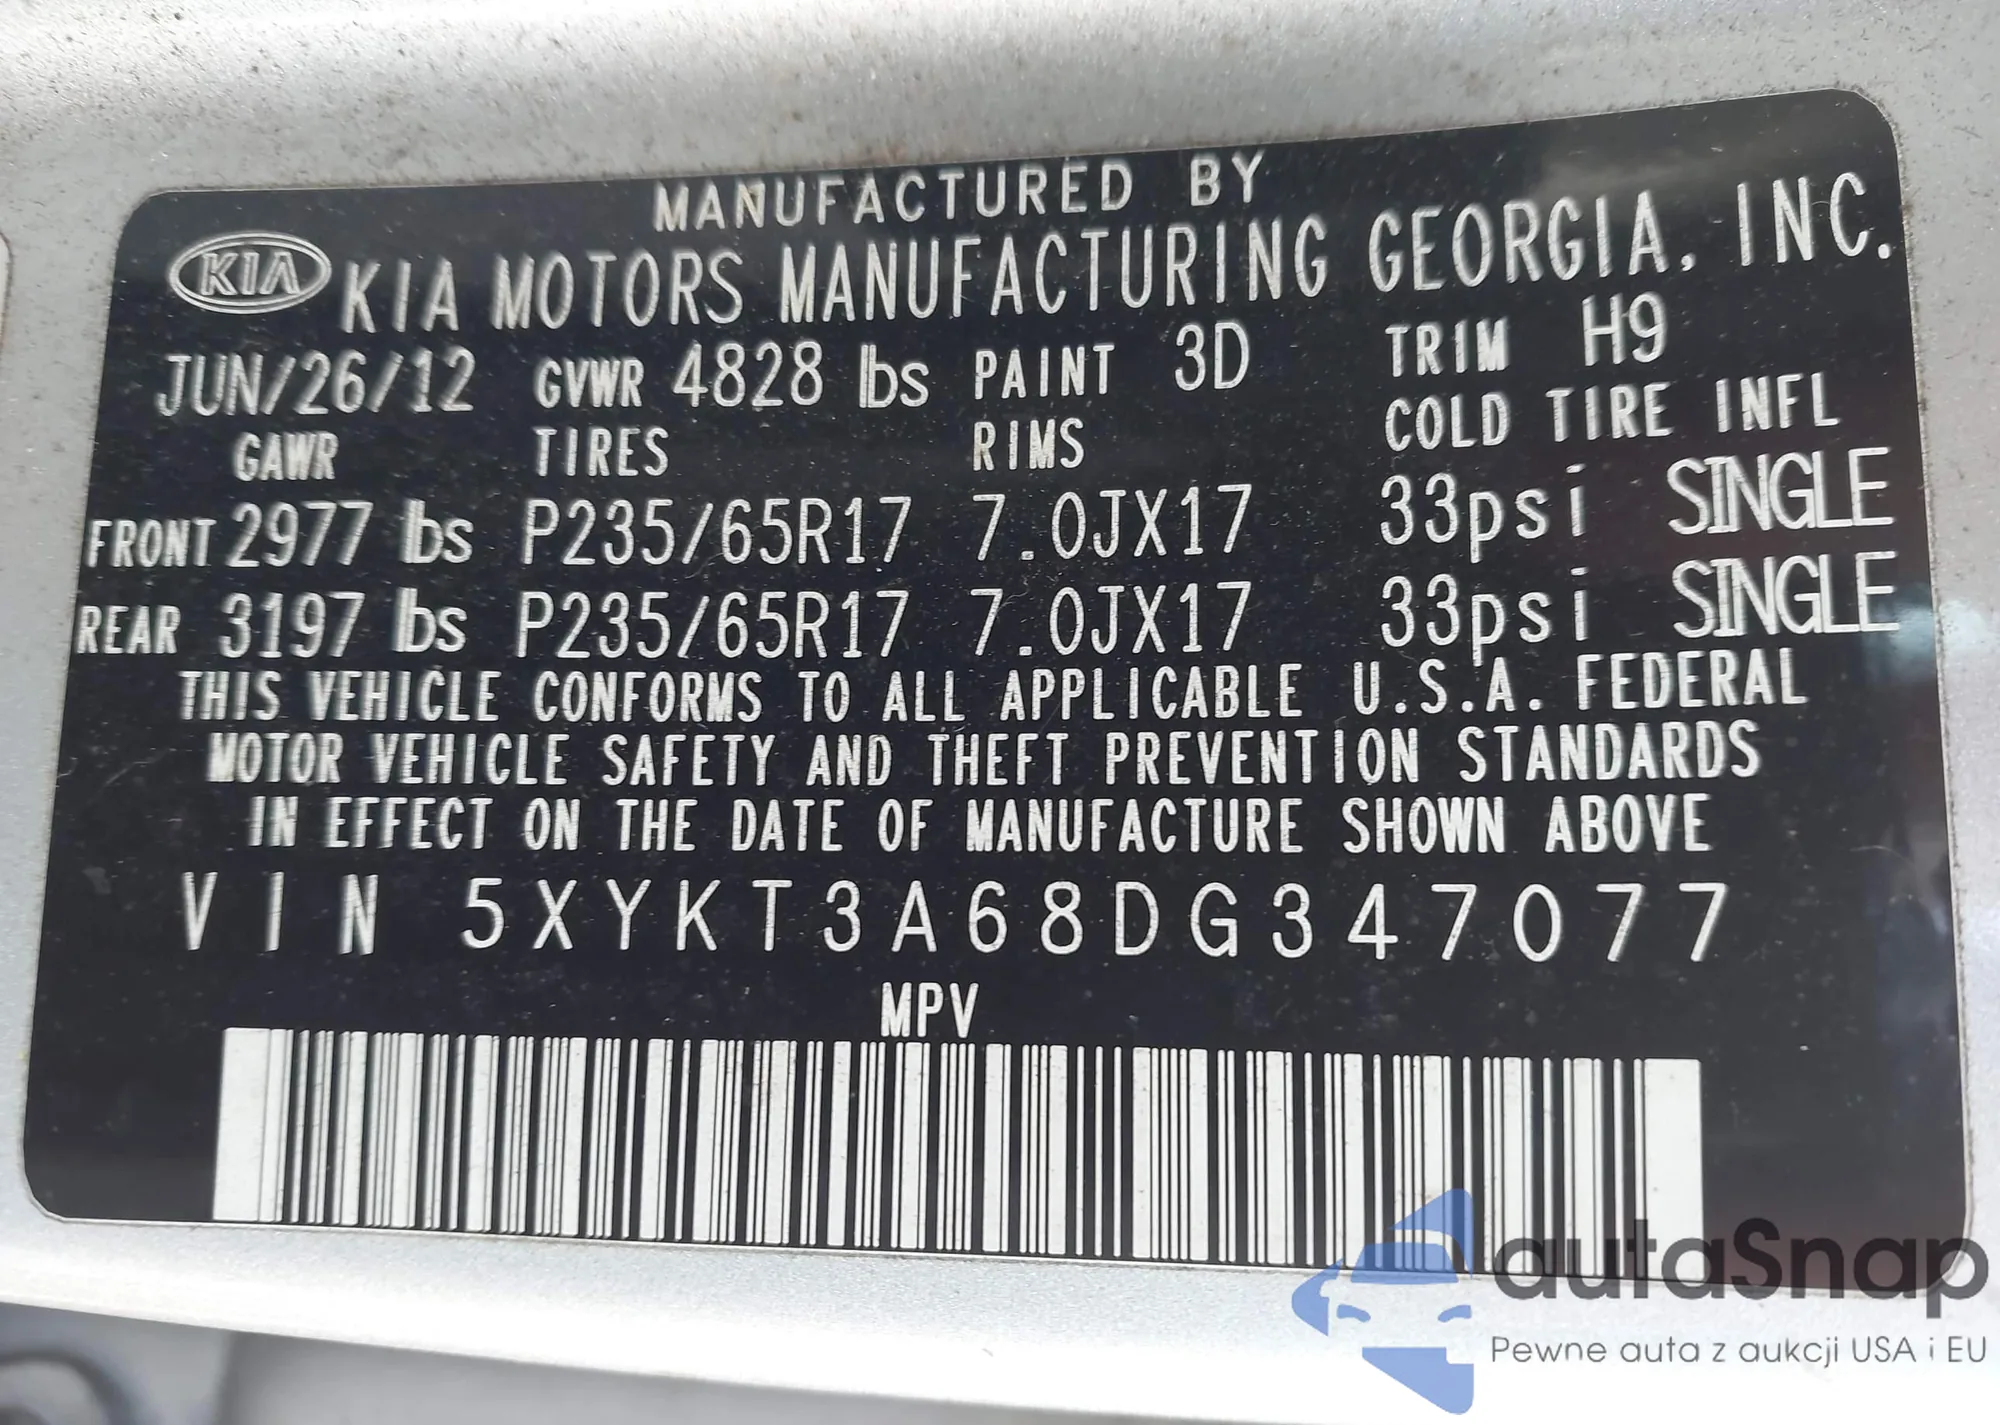 MANUFACTURED BY
KIA KIA MOTORS MANUFACTURING GEORGIA, INC.
JUN/26/12 GVWR 4828 lbs PAINT 3D TRIM H9
GAWR TIRES RIMS COLD TIRE INFL
FRONT 2977 lbs P235/65R17 7.0JX17 33psi SINGLE
REAR 3197 lbs P235/65R17 7.0JX17 33psi SINGLE
THIS VEHICLE CONFORMS TO ALL APPLICABLE U.S.A. FEDERAL
MOTOR VEHICLE SAFETY AND THEFT PREVENTION STANDARDS
IN EFFECT ON THE DATE OF MANUFACTURE SHOWN ABOVE
VIN 5XYKT3A68DG347077
MPV
autaSnap
Pewne auta z aukcji USA i EU